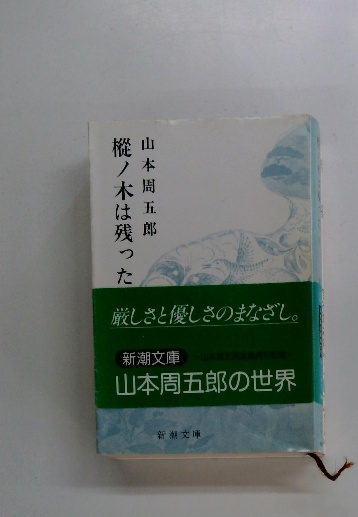 山本周五郎
樅ノ木は残った
厳しさと優しさのまなざし。
新潮文庫
山本周五郎の世界
新潮文庫